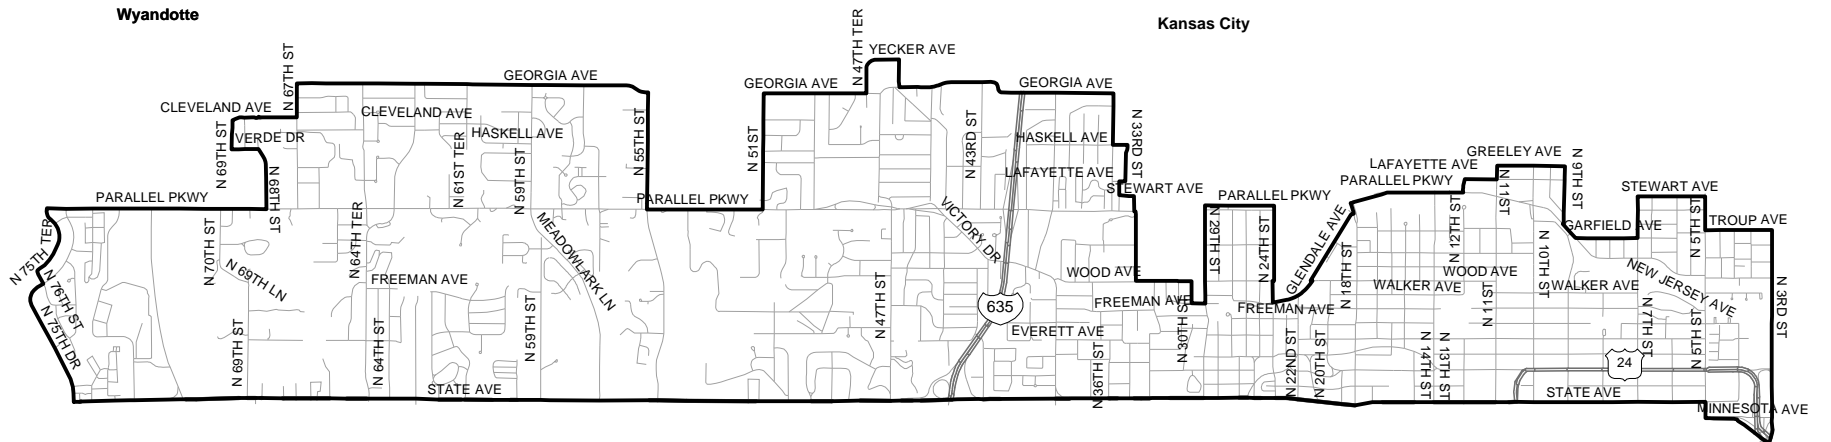 Wyandotte
Kansas City
N 47TH TER
YECKER AVE
N 67TH ST
GEORGIA AVE
GEORGIA AVE
GEORGIA AVE
CLEVELAND AVE
CLEVELAND AVE
N 69TH ST
VERDE DR
HASKELL AVE
N 61ST TER
N 59TH ST
N 55TH ST
N 51ST
N 43RD ST
HASKELL AVE
N 33RD ST
LAFAYETTE AVE
STEWART AVE
N 68TH ST
PARALLEL PKWY
PARALLEL PKWY
PARALLEL PKWY
LAFAYETTE AVE
PARALLEL PKWY
GREELEY AVE
N 11ST
N 9TH ST
STEWART AVE
GARFIELD AVE
N 5TH ST
TROUP AVE
N 75TH TER
N 76TH ST
N 75TH DR
N 70TH ST
N 69TH LN
N 64TH TER
FREEMAN AVE
MEADOWLARK LN
VICTORY DR
WOOD AVE
N 29TH ST
N 24TH ST
GLENDALE AVE
N 18TH ST
N 12TH ST
WOOD AVE
WALKER AVE
N 10TH ST
WALKER AVE
NEW JERSEY AVE
N 3RD ST
N 69TH ST
N 64TH ST
N 59TH ST
N 47TH ST
635
FREEMAN AVE
EVERETT AVE
N 36TH ST
N 30TH ST
FREEMAN AVE
N 22ND ST
N 20TH ST
N 14TH ST
N 13TH ST
N 11ST
N 7TH ST
N 5TH ST
24
STATE AVE
STATE AVE
MINNESOTA AVE